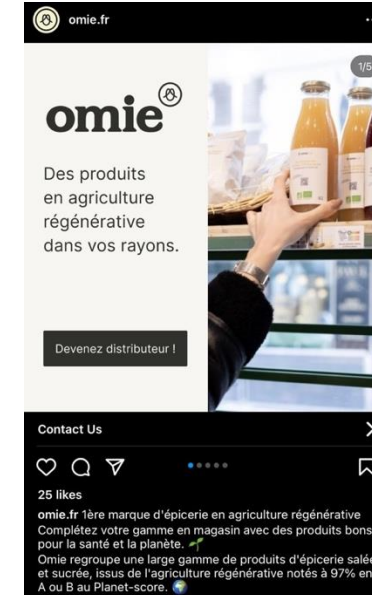 omie.fr
1/5
omie
Des produits
en agriculture
régénérative
dans vos rayons.
Devenez distributeur !
Contact Us
25 likes
omie.fr 1ère marque d'épicerie en agriculture régénérative
Complétez votre gamme en magasin avec des produits bons
pour la santé et la planète. 🌱
Omie regroupe une large gamme de produits d'épicerie salée
et sucrée, issus de l'agriculture régénérative notés à 97% en
A ou B au Planet-score. 🌍